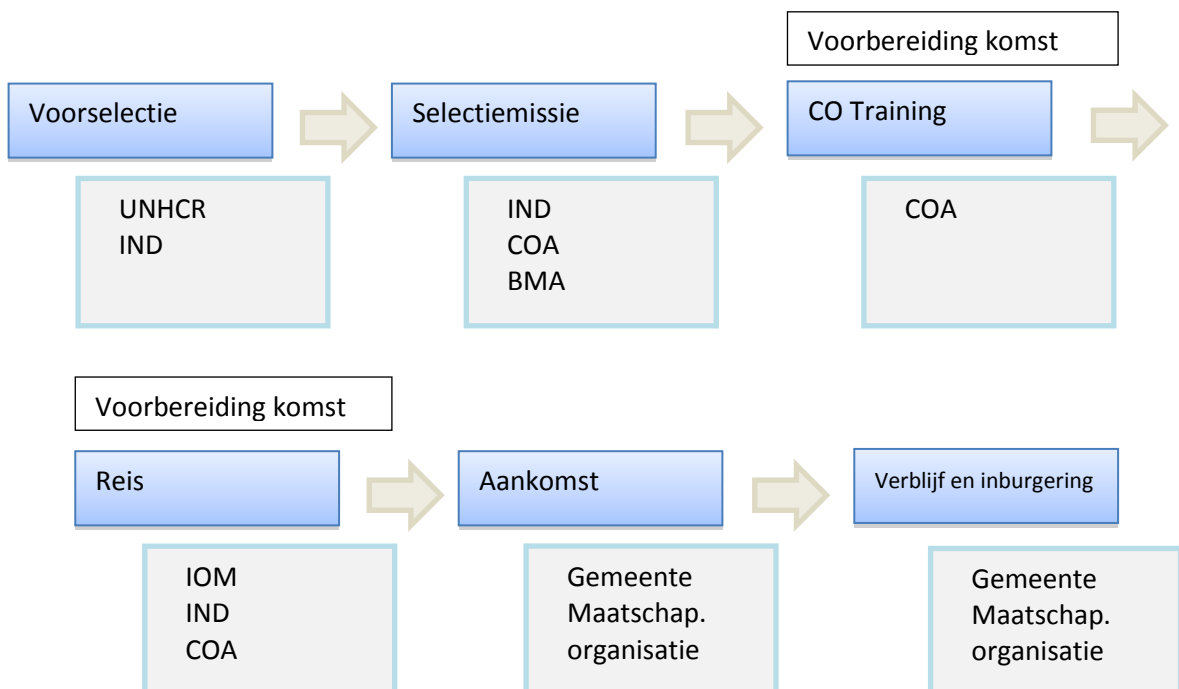 Voorbereiding komst
Voorselectie
Selectiemissie
CO Training
UNHCR
IND
IND
COA
BMA
COA
Voorbereiding komst
Reis
Aankomst
Verblijf en inburgering
IOM
IND
COA
Gemeente
Maatschap.
organisatie
Gemeente
Maatschap.
organisatie